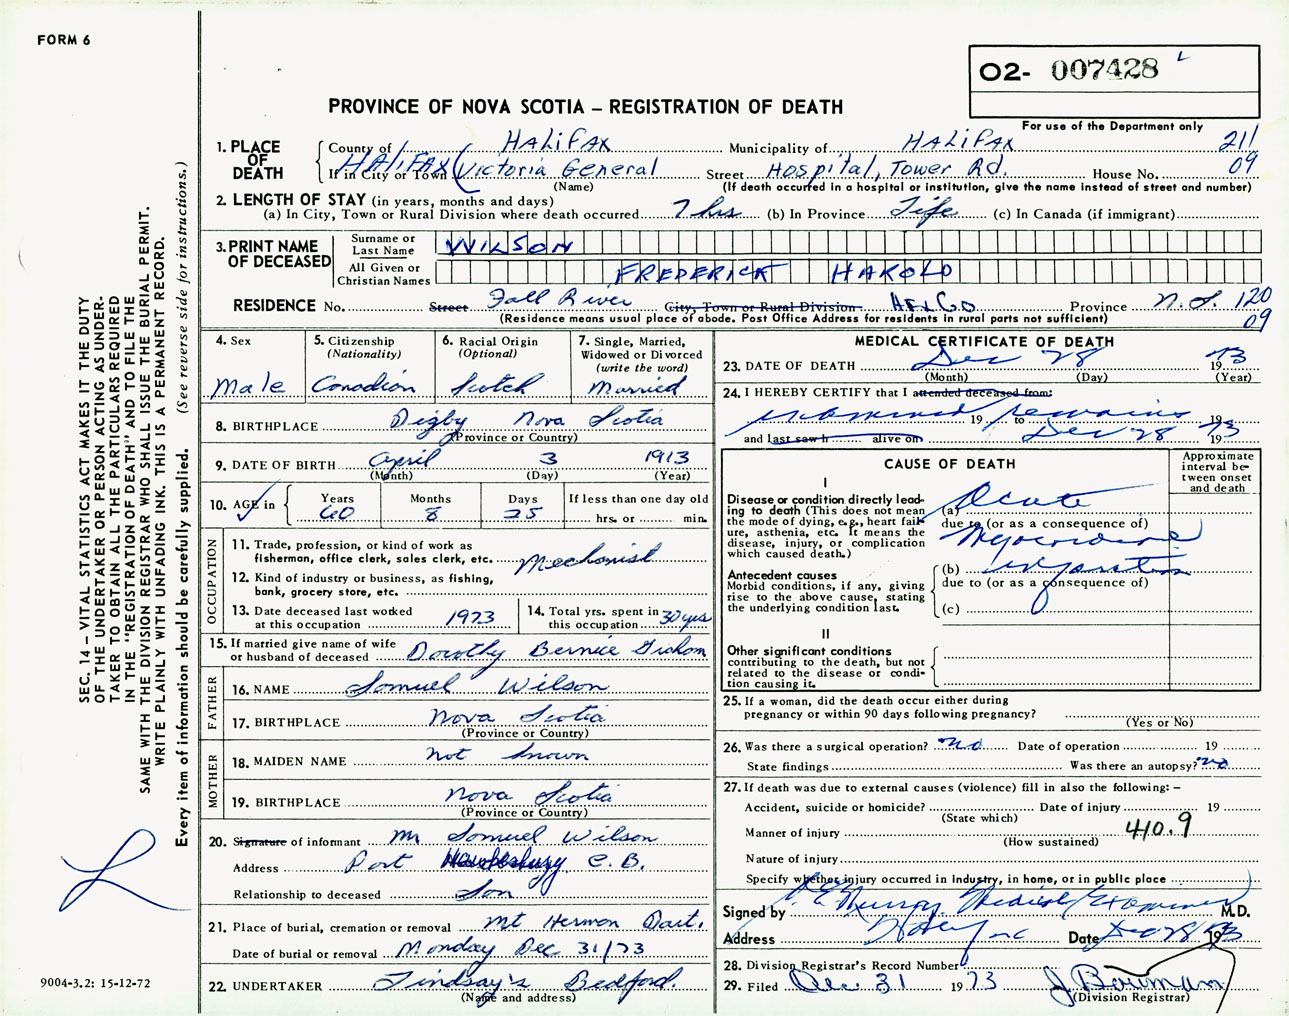 FORM 6
O2- 007428
PROVINCE OF NOVA SCOTIA – REGISTRATION OF DEATH
For use of the Department only
1. PLACE OF DEATH
County of HALIFAX Municipality of HALIFAX 211
HALIFAX If in City or Town (Victoria General Street Hospital, Tower Rd. House No. 09
(Name) (If death occurred in a hospital or institution, give the name instead of street and number)
2. LENGTH OF STAY (in years, months and days)
(a) In City, Town or Rural Division where death occurred 7 hrs (b) In Province Life (c) In Canada (if immigrant)
3. PRINT NAME OF DECEASED
Surname or Last Name WILSON
All Given or Christian Names FREDERICK HAROLD
RESIDENCE No. Street Fall River City, Town or Rural Division HFX Co Province N.S. 120
(Residence means usual place of abode. Post Office Address for residents in rural parts not sufficient) 09
4. Sex
Male
5. Citizenship (Nationality)
Canadian
6. Racial Origin (Optional)
Scotch
7. Single, Married, Widowed or Divorced (write the word)
Married
8. BIRTHPLACE Digby Nova Scotia
(Province or Country)
9. DATE OF BIRTH April 3 1913
(Month) (Day) (Year)
10. AGE in Years 60 Months 8 Days 25 If less than one day old
hrs. or min.
OCCUPATION
11. Trade, profession, or kind of work as fisherman, office clerk, sales clerk, etc. Mechanist
12. Kind of industry or business, as fishing, bank, grocery store, etc.
13. Date deceased last worked at this occupation 1973
14. Total yrs. spent in this occupation 30 yrs
15. If married give name of wife or husband of deceased Dorothy Bernice
FATHER
16. NAME Samuel Wilson
17. BIRTHPLACE Nova Scotia
(Province or Country)
MOTHER
18. MAIDEN NAME Not known
19. BIRTHPLACE Nova Scotia
(Province or Country)
20. Signature of informant Mr Samuel Wilson
Address Port Hawkesbury C.B.
Relationship to deceased Son
21. Place of burial, cremation or removal Mt Hermon Dart.
Date of burial or removal Monday Dec 31/73
22. UNDERTAKER Lindsay's Bedford.
(Name and address)
MEDICAL CERTIFICATE OF DEATH
23. DATE OF DEATH Dec 28 1973
(Month) (Day) (Year)
24. I HEREBY CERTIFY that I attended deceased from:
examined 19 to remains 19
and last saw h alive on Dec 28 1973
CAUSE OF DEATH
Approximate interval between onset and death
I
Disease or condition directly leading to death (This does not mean the mode of dying, e.g., heart failure, asthenia, etc. It means the disease, injury, or complication which caused death.)
(a) Acute
due to (or as a consequence of)
Myocardial
Antecedent causes
Morbid conditions, if any, giving rise to the above cause, stating the underlying condition last.
(b) infarction
due to (or as a consequence of)
(c)
II
Other significant conditions
contributing to the death, but not related to the disease or condition causing it.
25. If a woman, did the death occur either during pregnancy or within 90 days following pregnancy?
(Yes or No)
26. Was there a surgical operation? no Date of operation 19
State findings Was there an autopsy? no
27. If death was due to external causes (violence) fill in also the following: –
Accident, suicide or homicide? Date of injury 19
(State which)
Manner of injury 410.9
(How sustained)
Nature of injury
Specify whether injury occurred in industry, in home, or in public place
Signed by Murray Medical Examiner M.D.
Address Date Dec 28 1973
28. Division Registrar's Record Number
29. Filed Dec 31 1973 J Bowman
(Division Registrar)
SEC. 14 – VITAL STATISTICS ACT MAKES IT THE DUTY
OF THE UNDERTAKER OR PERSON ACTING AS UNDER-
TAKER TO OBTAIN ALL THE PARTICULARS REQUIRED
IN THE "REGISTRATION OF DEATH" AND TO FILE THE
SAME WITH THE DIVISION REGISTRAR WHO SHALL ISSUE THE BURIAL PERMIT.
WRITE PLAINLY WITH UNFADING INK. THIS IS A PERMANENT RECORD.
Every item of information should be carefully supplied. (See reverse side for instructions.)
9004-3.2: 15-12-72